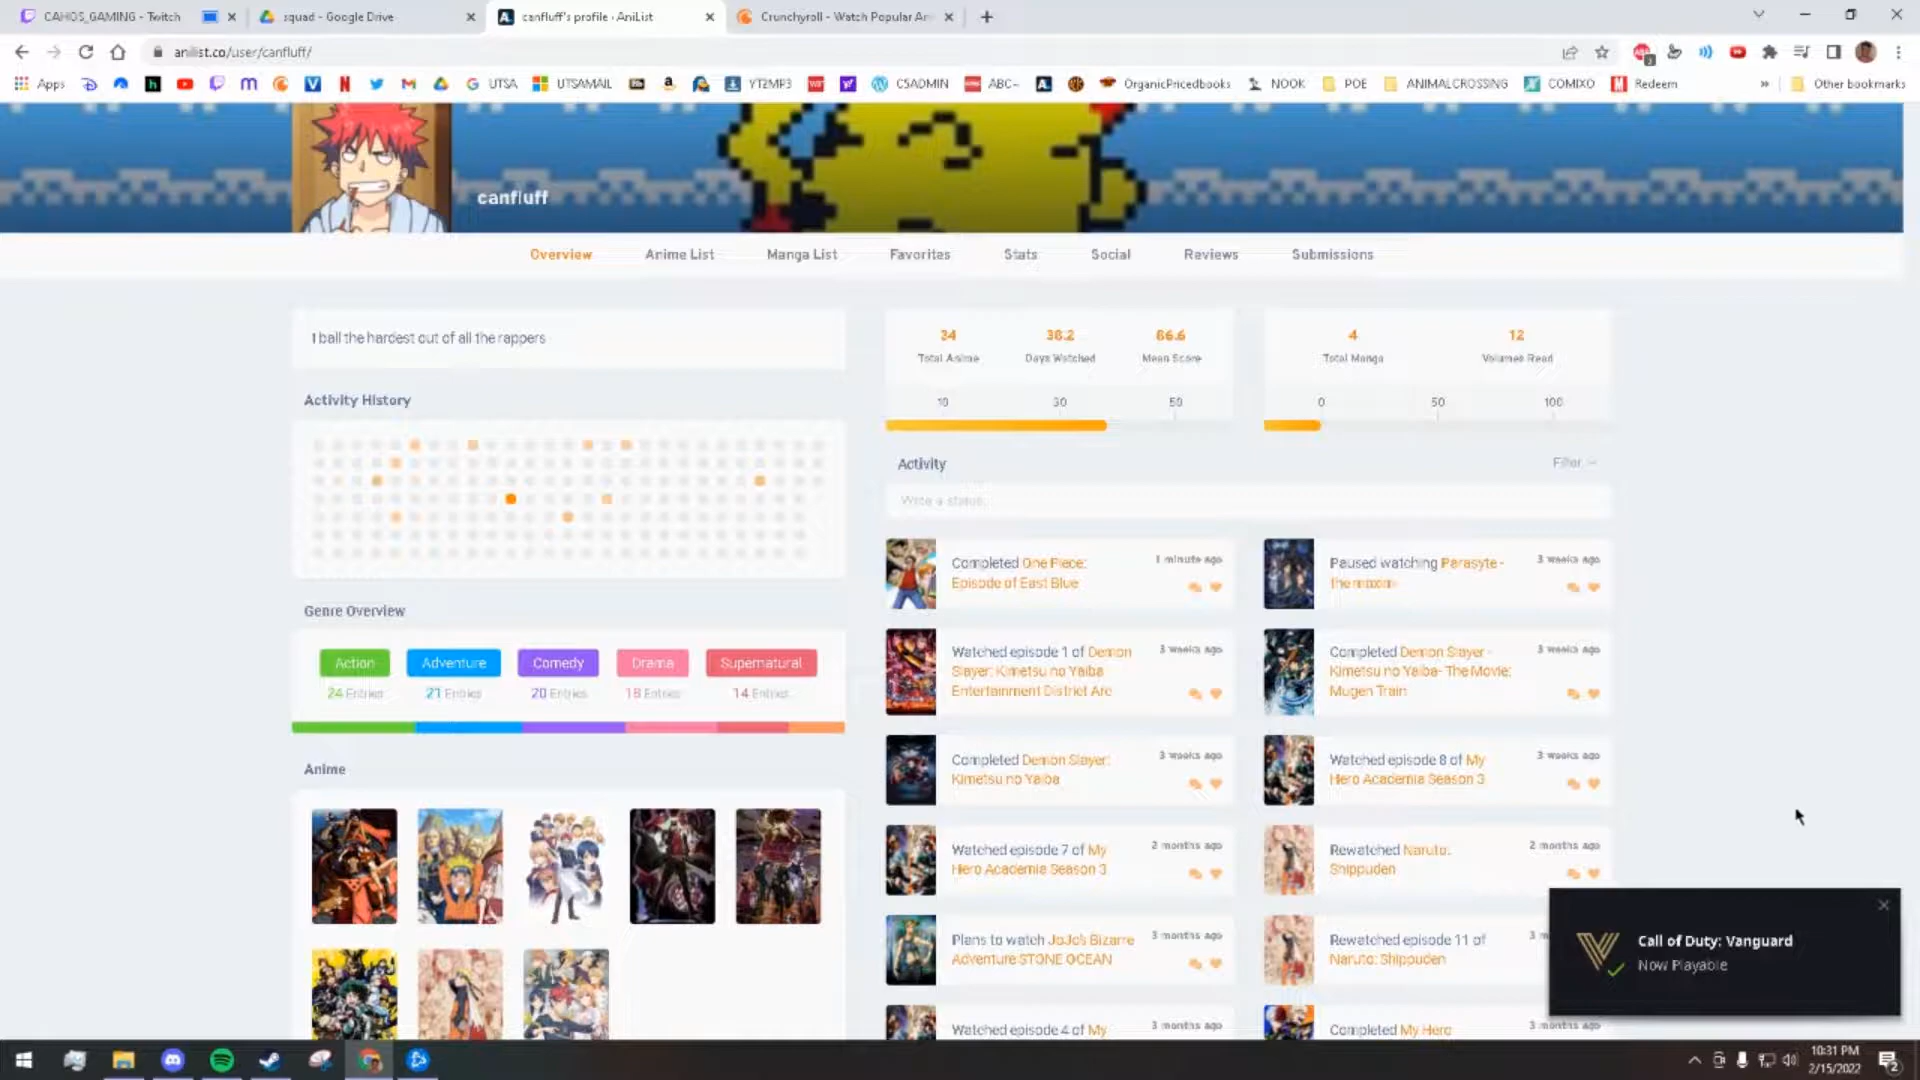 CAHOS_GAMING - Twitch
squad - Google Drive
canfluff's profile · AniList
Crunchyroll - Watch Popular An
anilist.co/user/canfluff/
Apps
UTSA
UTSAMAIL
YT2MP3
CSADMIN
ABC-
OrganicPricedbooks
NOOK
POE
ANIMALCROSSING
COMIXO
Redeem
Other bookmarks
canfluff
Overview
Anime List
Manga List
Favorites
Stats
Social
Reviews
Submissions
I ball the hardest out of all the rappers
34
Total Anime
38.2
Days Watched
86.6
Mean Score
10
30
50
4
Total Manga
12
Volumes Read
0
50
100
Activity History
Genre Overview
Action
24 Entries
Adventure
21 Entries
Comedy
20 Entries
Drama
18 Entries
Supernatural
14 Entries
Anime
Activity
Filter
Write a status...
Completed One Piece:
Episode of East Blue
1 minute ago
Paused watching Parasyte -
the maxim-
3 weeks ago
Watched episode 1 of Demon
Slayer: Kimetsu no Yaiba
Entertainment District Arc
3 weeks ago
Completed Demon Slayer -
Kimetsu no Yaiba- The Movie:
Mugen Train
3 weeks ago
Completed Demon Slayer:
Kimetsu no Yaiba
3 weeks ago
Watched episode 8 of My
Hero Academia Season 3
3 weeks ago
Watched episode 7 of My
Hero Academia Season 3
2 months ago
Rewatched Naruto:
Shippuden
2 months ago
Plans to watch JoJo's Bizarre
Adventure STONE OCEAN
3 months ago
Rewatched episode 11 of
Naruto: Shippuden
3 m
Watched episode 4 of My
3 months ago
Completed My Hero
3 months ago
Call of Duty: Vanguard
Now Playable
10:31 PM
2/15/2022
2